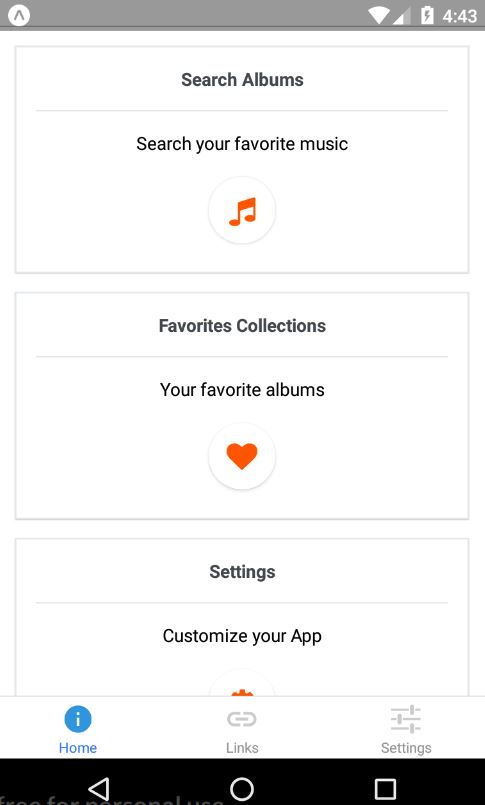 4:43
Search Albums
Search your favorite music
Favorites Collections
Your favorite albums
Settings
Customize your App
Home
Links
Settings
free for personal use